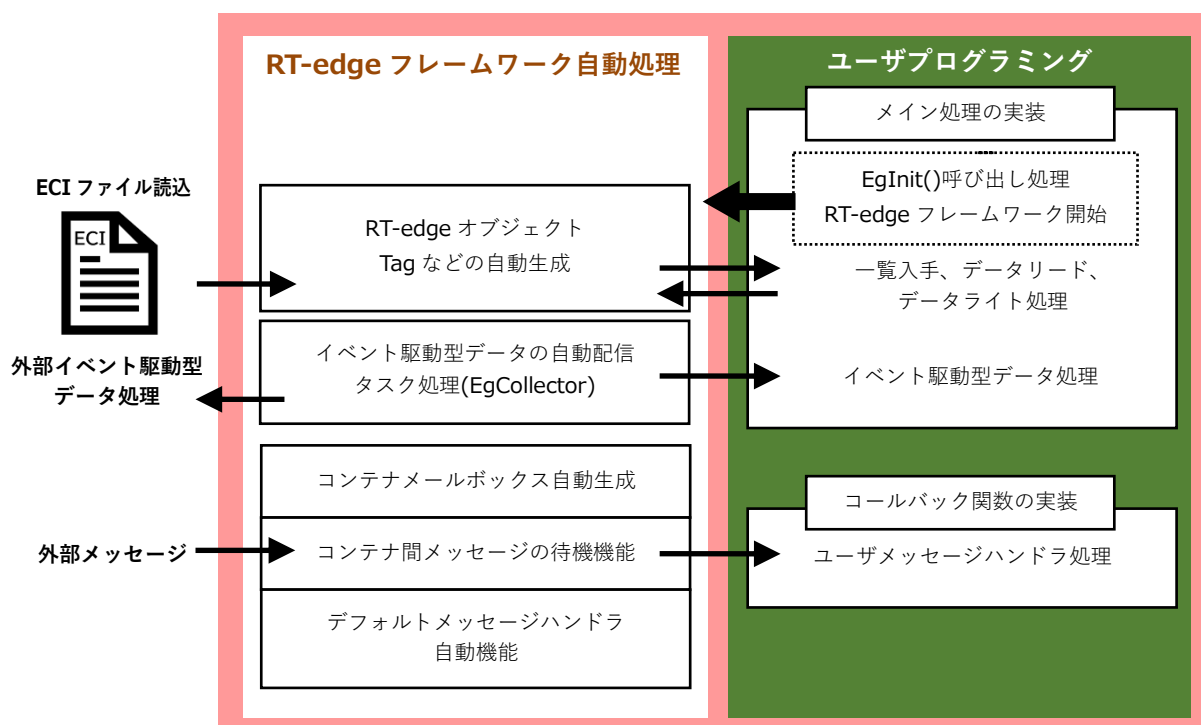 RT-edge フレームワーク自動処理
ユーザプログラミング
メイン処理の実装
EgInit()呼び出し処理
RT-edge フレームワーク開始
ECI ファイル読込
ECI
RT-edge オブジェクト
Tag などの自動生成
一覧入手、データリード、
データライト処理
外部イベント駆動型
データ処理
イベント駆動型データの自動配信
タスク処理(EgCollector)
イベント駆動型データ処理
コンテナメールボックス自動生成
コールバック関数の実装
外部メッセージ
コンテナ間メッセージの待機機能
ユーザメッセージハンドラ処理
デフォルトメッセージハンドラ
自動機能